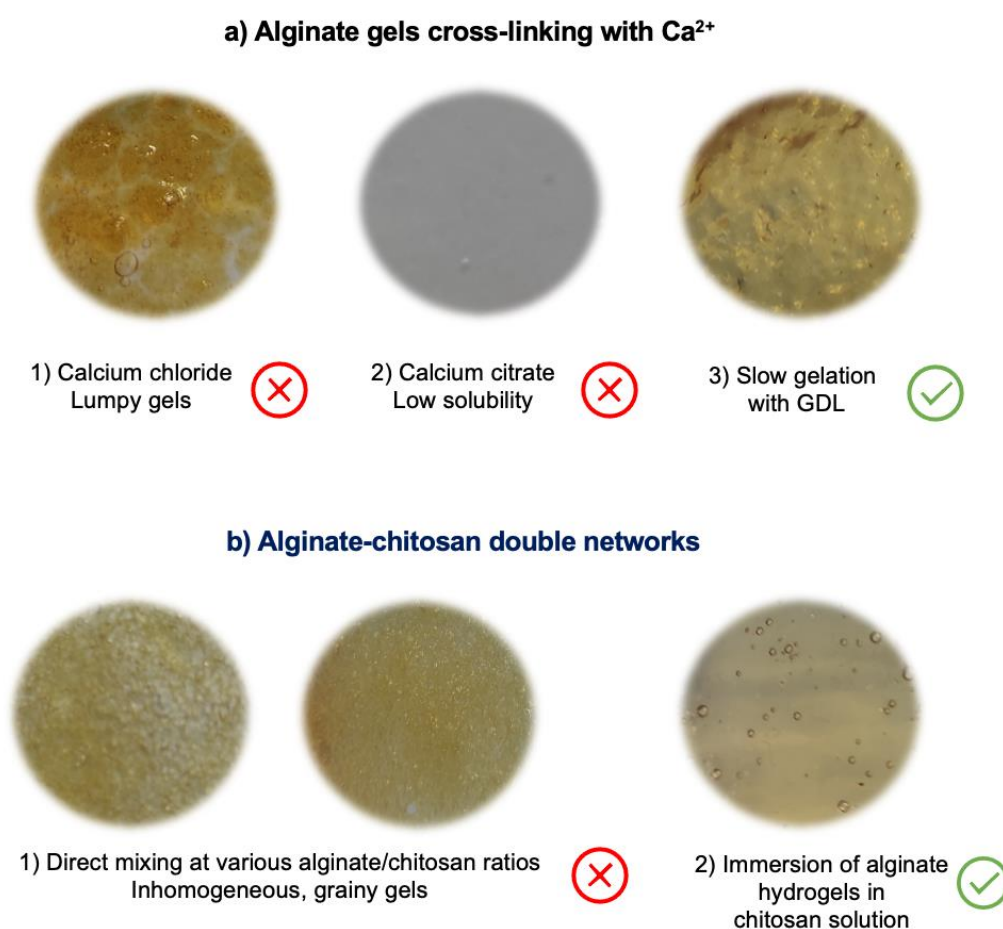 a) Alginate gels cross-linking with Ca²⁺
1) Calcium chloride
Lumpy gels
2) Calcium citrate
Low solubility
3) Slow gelation
with GDL
b) Alginate-chitosan double networks
1) Direct mixing at various alginate/chitosan ratios
Inhomogeneous, grainy gels
2) Immersion of alginate
hydrogels in
chitosan solution